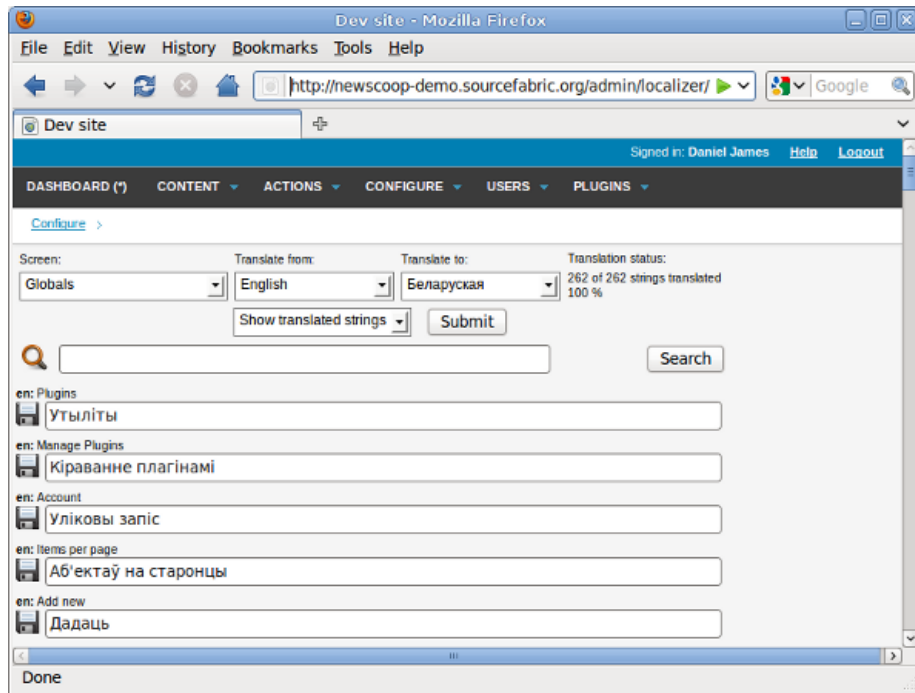 Dev site - Mozilla Firefox
File Edit View History Bookmarks Tools Help
http://newscoop-demo.sourcefabric.org/admin/localizer/ Google
Dev site
Signed in: Daniel James Help Logout
DASHBOARD (*) CONTENT ACTIONS CONFIGURE USERS PLUGINS
Configure >
Screen: Translate from: Translate to: Translation status:
Globals English Беларуская 262 of 262 strings translated
100 %
Show translated strings Submit
Search
en: Plugins
Утыліты
en: Manage Plugins
Кіраванне плагінамі
en: Account
Уліковы запіс
en: Items per page
Аб'ектаў на старонцы
en: Add new
Дадаць
Done